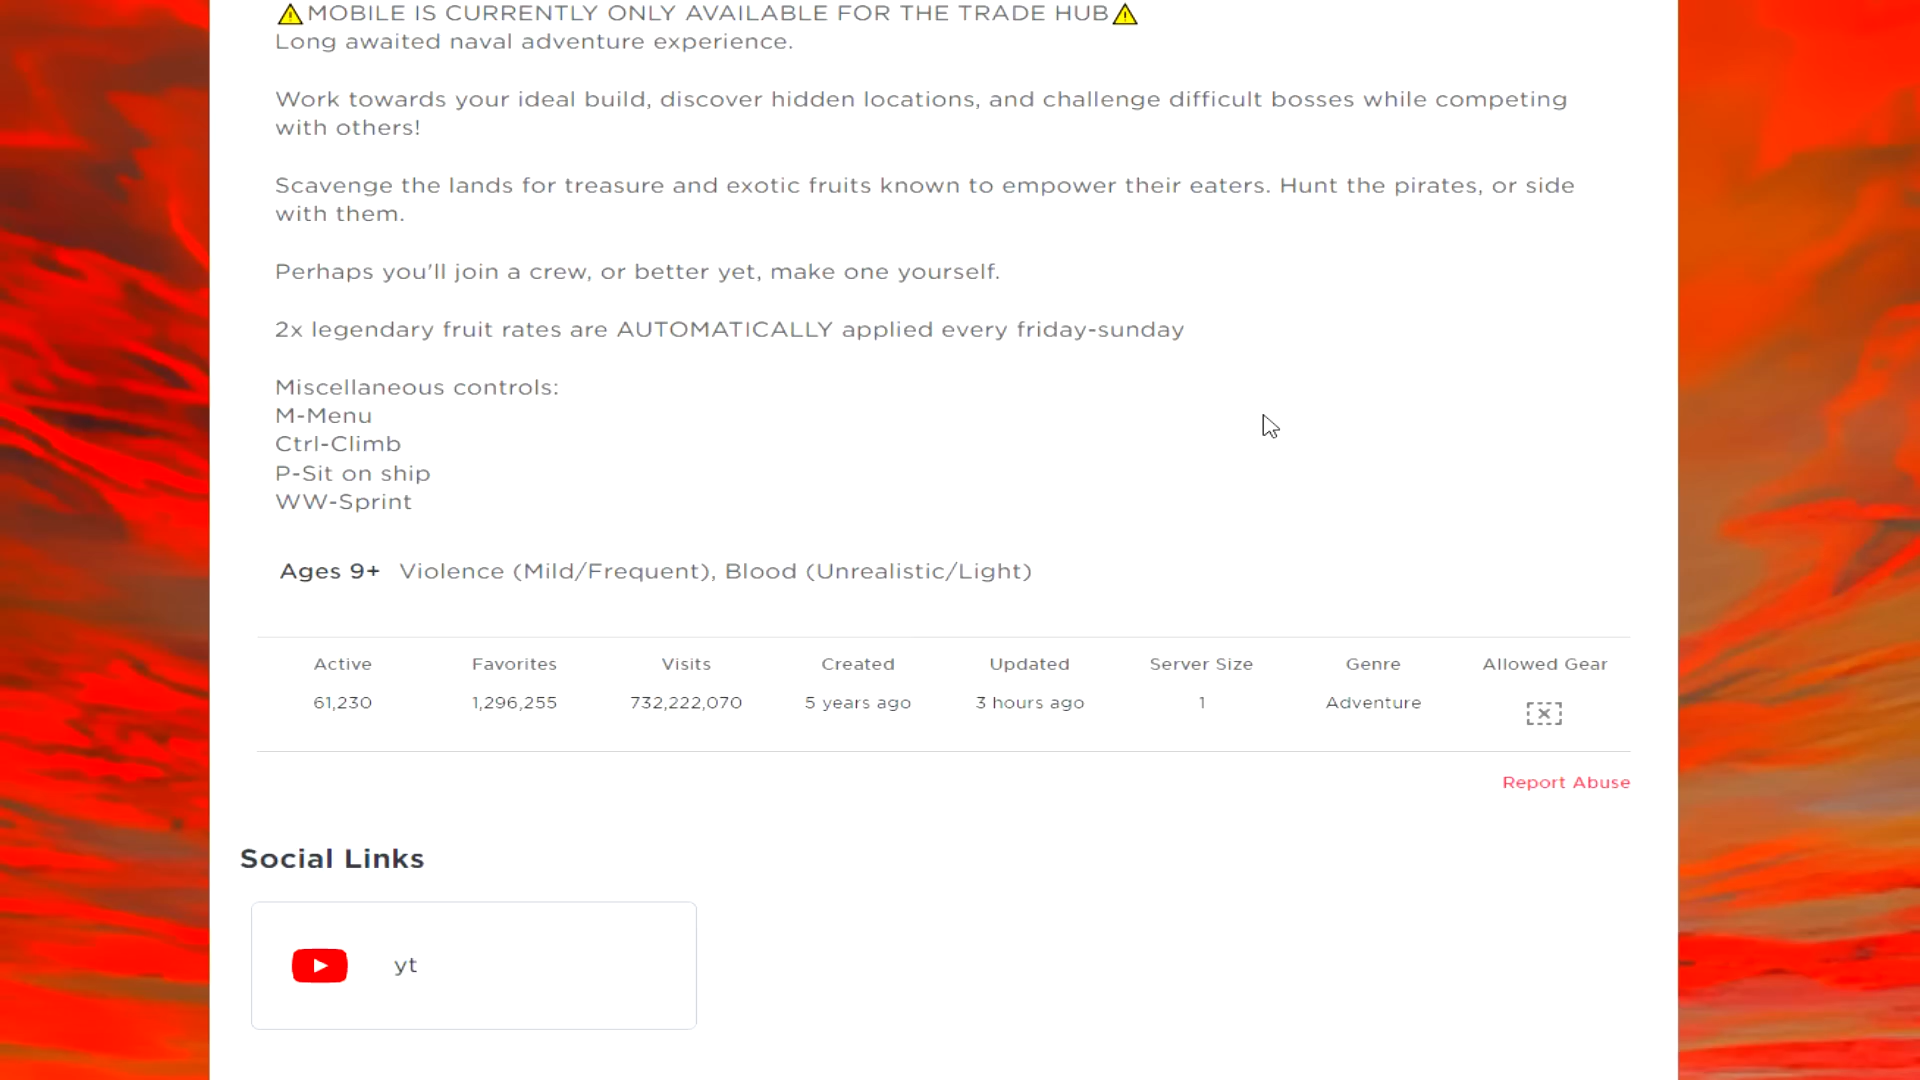 ⚠MOBILE IS CURRENTLY ONLY AVAILABLE FOR THE TRADE HUB⚠
Long awaited naval adventure experience.
Work towards your ideal build, discover hidden locations, and challenge difficult bosses while competing
with others!
Scavenge the lands for treasure and exotic fruits known to empower their eaters. Hunt the pirates, or side
with them.
Perhaps you'll join a crew, or better yet, make one yourself.
2x legendary fruit rates are AUTOMATICALLY applied every friday-sunday
Miscellaneous controls:
M-Menu
Ctrl-Climb
P-Sit on ship
WW-Sprint
Ages 9+ Violence (Mild/Frequent), Blood (Unrealistic/Light)
Active Favorites Visits Created Updated Server Size Genre Allowed Gear
61,230 1,296,255 732,222,070 5 years ago 3 hours ago 1 Adventure
Report Abuse
Social Links
yt